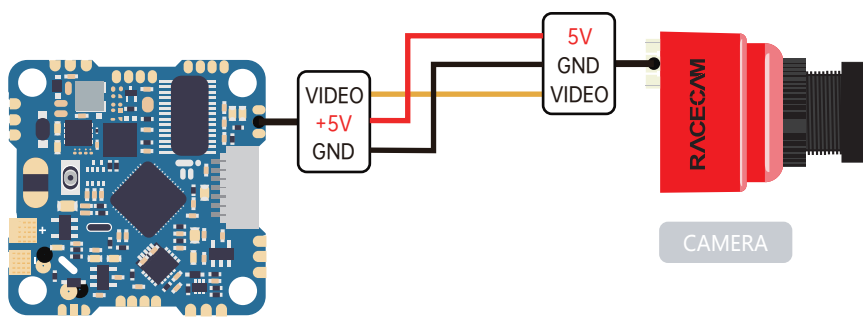 VIDEO
+5V
GND
5V
GND
VIDEO
RACECAM
CAMERA
+
-